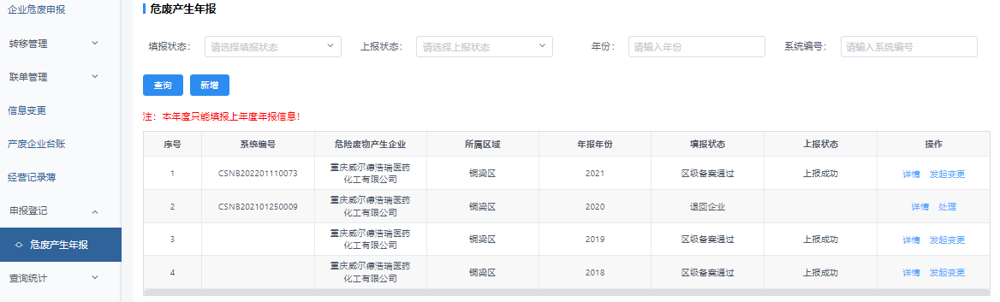 企业危废申报
转移管理
联单管理
信息变更
产废企业台账
经营记录薄
申报登记
危废产生年报
查询统计
危废产生年报
填报状态： 请选择填报状态 上报状态： 请选择上报状态 年份： 请输入年份 系统编号： 请输入系统编号
查询 新增
注：本年度只能填报上年度年报信息！
序号 系统编号 危险废物产生企业 所属区域 年报年份 填报状态 上报状态 操作
1 CSNB202201110073 重庆威尔德浩瑞医药化工有限公司 铜梁区 2021 区级备案通过 上报成功 详情 发起变更
2 CSNB202101250009 重庆威尔德浩瑞医药化工有限公司 铜梁区 2020 退回企业 详情 处理
3 重庆威尔德浩瑞医药化工有限公司 铜梁区 2019 区级备案通过 上报成功 详情 发起变更
4 重庆威尔德浩瑞医药化工有限公司 铜梁区 2018 区级备案通过 上报成功 详情 发起变更